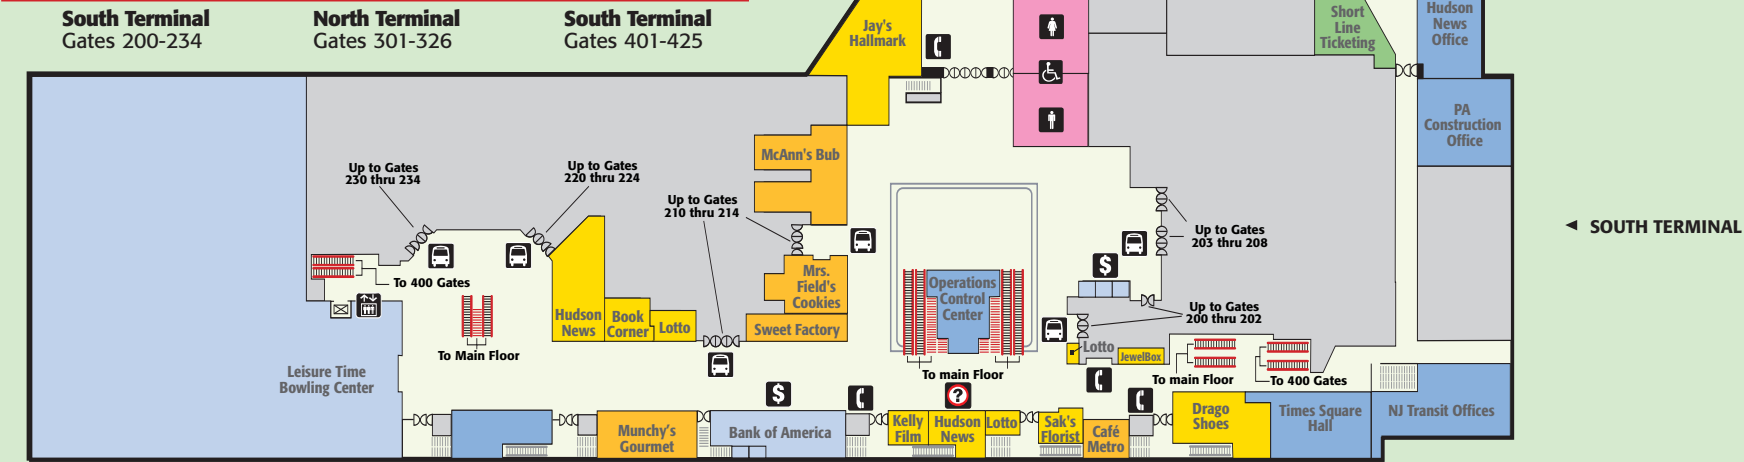 South Terminal
Gates 200-234
North Terminal
Gates 301-326
South Terminal
Gates 401-425
Jay's
Hallmark
Short
Line
Ticketing
Hudson
News
Office
PA
Construction
Office
McAnn's Bub
Up to Gates
230 thru 234
Up to Gates
220 thru 224
Up to Gates
210 thru 214
Up to Gates
203 thru 208
◄ SOUTH TERMINAL
To 400 Gates
Mrs.
Field's
Cookies
Operations
Control
Center
$
Up to Gates
200 thru 202
Hudson
News
Book
Corner
Lotto
Sweet Factory
To Main Floor
Lotto
JewelBox
To main Floor
To main Floor
To 400 Gates
Leisure Time
Bowling Center
$
?
Munchy's
Gourmet
Bank of America
Kelly
Film
Hudson
News
Lotto
Sak's
Florist
Café
Metro
Drago
Shoes
Times Square
Hall
NJ Transit Offices